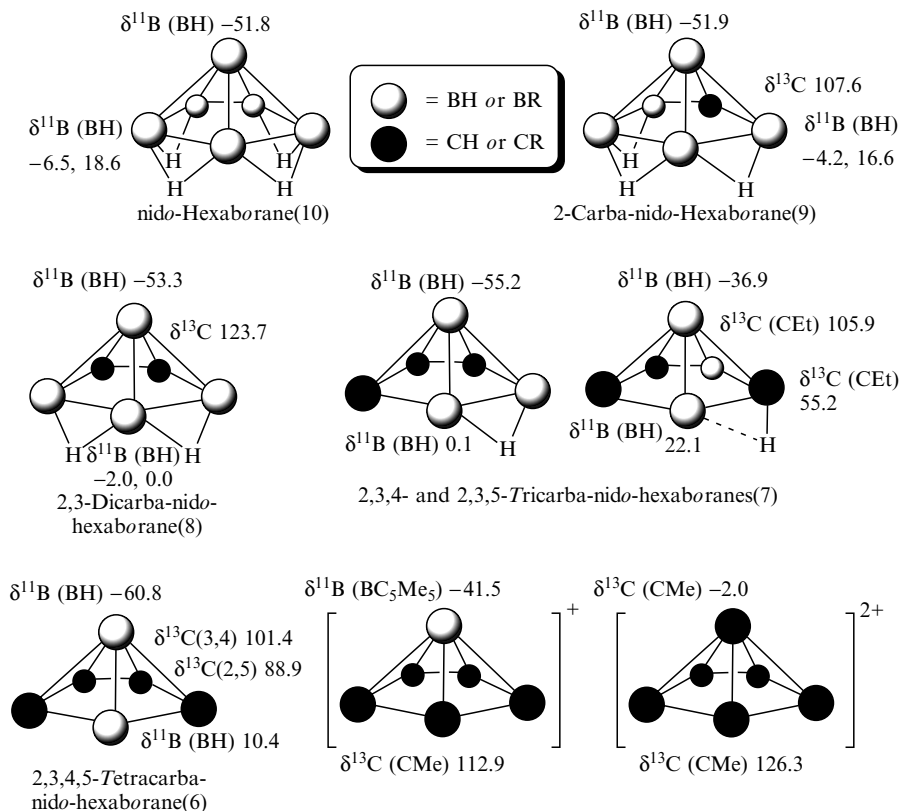 δ¹¹B (BH) −51.8
δ¹¹B (BH)
−6.5, 18.6
H
H
H
H
nido-Hexaborane(10)
= BH or BR
= CH or CR
δ¹¹B (BH) −51.9
δ¹³C 107.6
δ¹¹B (BH)
−4.2, 16.6
H
H
H
2-Carba-nido-Hexaborane(9)
δ¹¹B (BH) −53.3
δ¹³C 123.7
H
δ¹¹B (BH)
H
−2.0, 0.0
2,3-Dicarba-nido-
hexaborane(8)
δ¹¹B (BH) −55.2
δ¹¹B (BH) 0.1
H
δ¹¹B (BH) −36.9
δ¹³C (CEt) 105.9
δ¹³C (CEt)
55.2
δ¹¹B (BH)
22.1
H
2,3,4- and 2,3,5-Tricarba-nido-hexaboranes(7)
δ¹¹B (BH) −60.8
δ¹³C(3,4) 101.4
δ¹³C(2,5) 88.9
δ¹¹B (BH) 10.4
2,3,4,5-Tetracarba-
nido-hexaborane(6)
δ¹¹B (BC₅Me₅) −41.5
+
δ¹³C (CMe) 112.9
δ¹³C (CMe) −2.0
2+
δ¹³C (CMe) 126.3